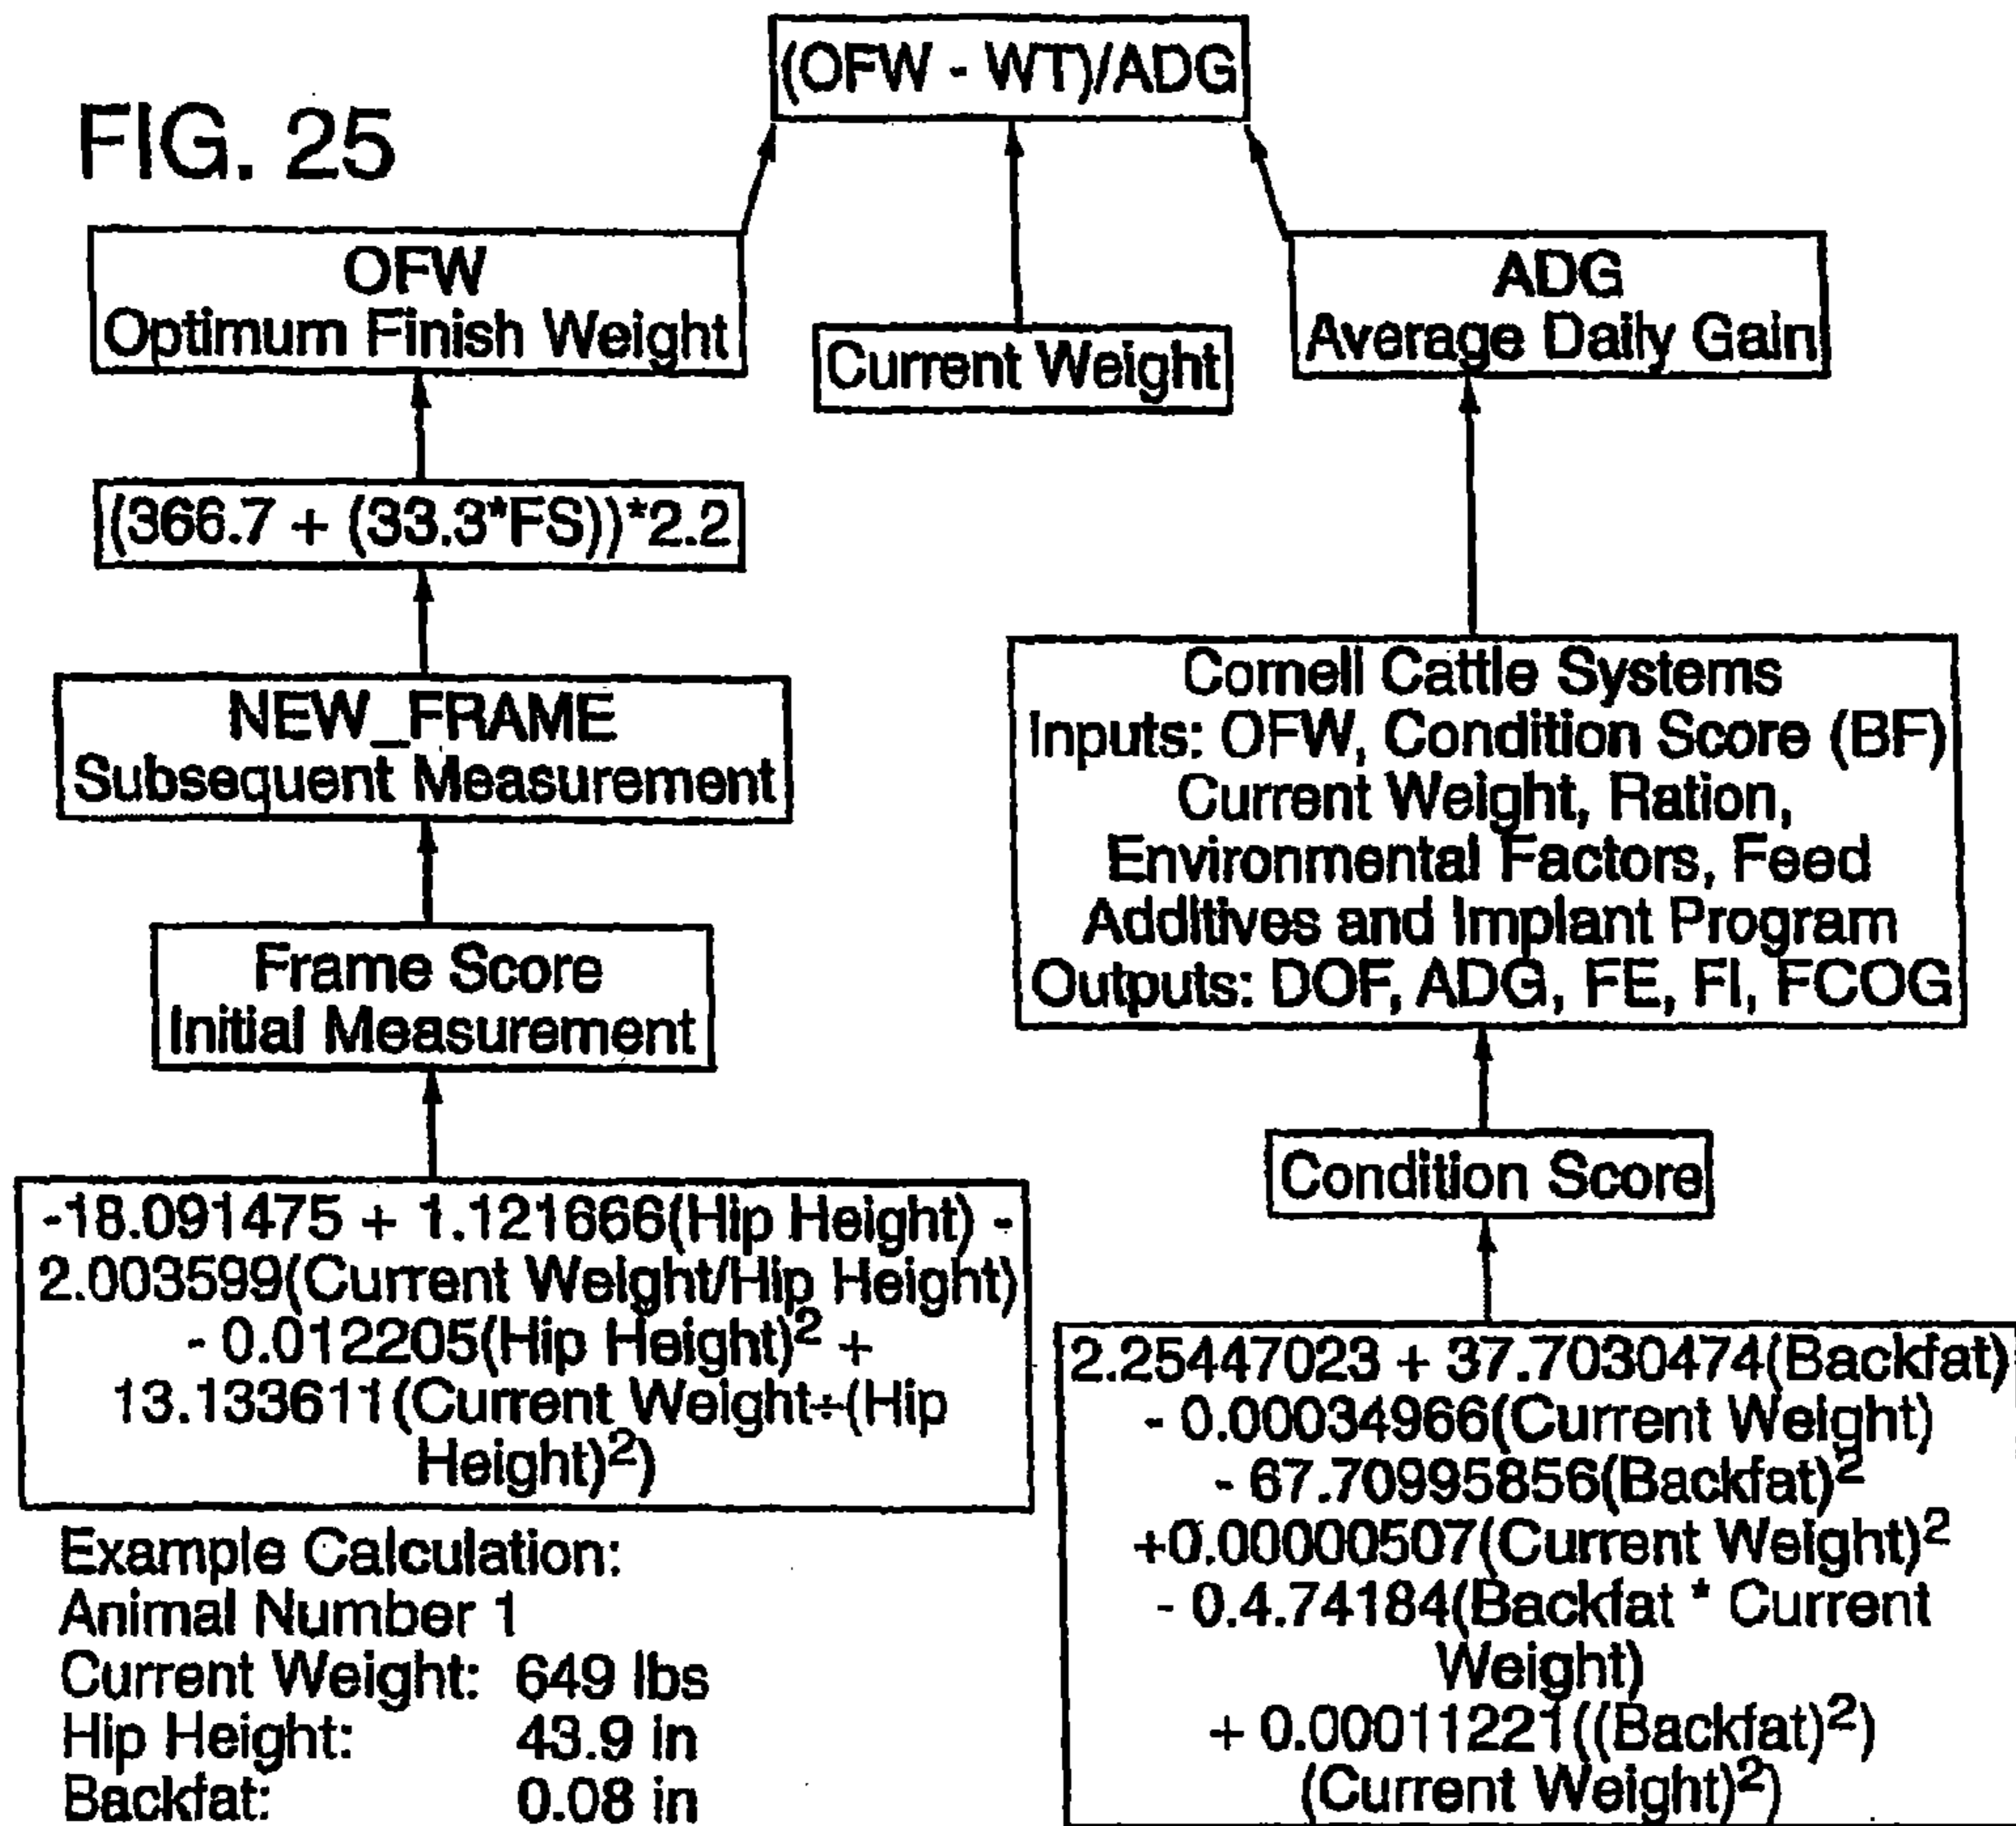 FIG. 25
(OFW - WT)/ADG
OFW
Optimum Finish Weight
Current Weight
ADG
Average Daily Gain
(366.7 + (33.3*FS))*2.2
NEW_FRAME
Subsequent Measurement
Frame Score
Initial Measurement
-18.091475 + 1.121666(Hip Height) -
2.003599(Current Weight/Hip Height)
- 0.012205(Hip Height)² +
13.133611(Current Weight÷(Hip
Height)²)
Example Calculation:
Animal Number 1
Current Weight: 649 lbs
Hip Height: 43.9 in
Backfat: 0.08 in
Cornell Cattle Systems
Inputs: OFW, Condition Score (BF)
Current Weight, Ration,
Environmental Factors, Feed
Additives and Implant Program
Outputs: DOF, ADG, FE, FI, FCOG
Condition Score
2.25447023 + 37.7030474(Backfat)
- 0.00034966(Current Weight)
- 67.70995856(Backfat)²
+0.00000507(Current Weight)²
- 0.4.74184(Backfat * Current
Weight)
+ 0.00011221((Backfat)²)
(Current Weight)²)